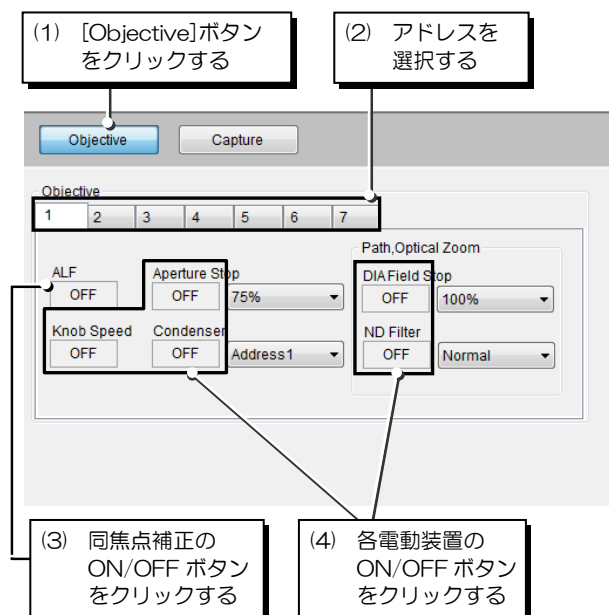 (1) [Objective]ボタン
をクリックする
(2) アドレスを
選択する
Objective Capture
Objective
1 2 3 4 5 6 7
Path,Optical Zoom
ALF Aperture Stop DIA Field Stop
OFF OFF 75% OFF 100%
Knob Speed Condenser ND Filter
OFF OFF Address1 OFF Normal
(3) 同焦点補正の
ON/OFF ボタン
をクリックする
(4) 各電動装置の
ON/OFF ボタン
をクリックする